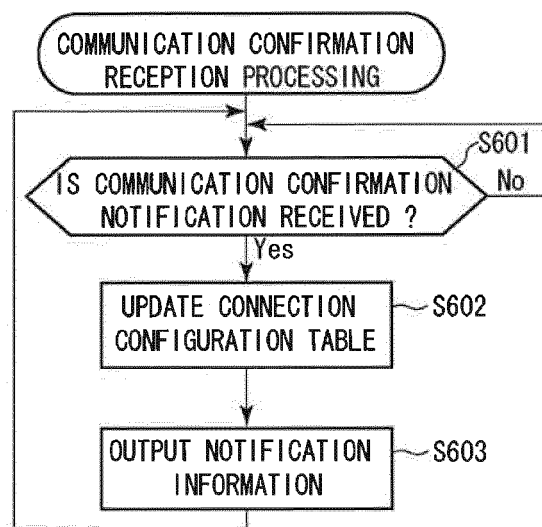 COMMUNICATION CONFIRMATION
RECEPTION PROCESSING
S601
IS COMMUNICATION CONFIRMATION
NOTIFICATION RECEIVED ?
No
Yes
UPDATE CONNECTION
CONFIGURATION TABLE
S602
OUTPUT NOTIFICATION
INFORMATION
S603